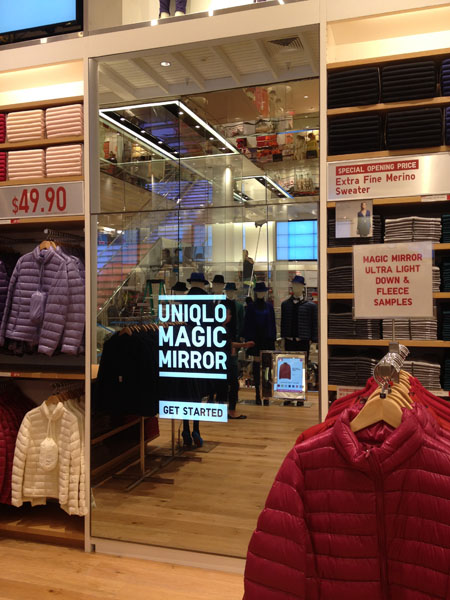 $49.90
UNIQLO
MAGIC
MIRROR
GET STARTED
SPECIAL OPENING PRICE
Extra Fine Merino
Sweater
MAGIC MIRROR
ULTRA LIGHT
DOWN &
FLEECE
SAMPLES